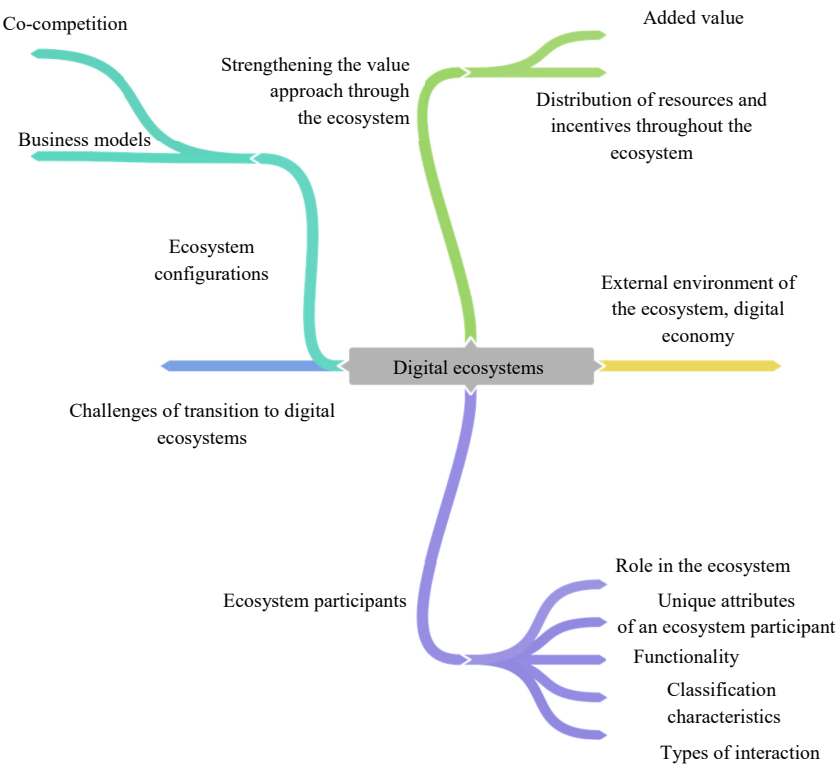 Co-competition
Business models
Ecosystem
configurations
Strengthening the value
approach through
the ecosystem
Added value
Distribution of resources and
incentives throughout the
ecosystem
External environment of
the ecosystem, digital
economy
Digital ecosystems
Challenges of transition to digital
ecosystems
Ecosystem participants
Role in the ecosystem
Unique attributes
of an ecosystem participant
Functionality
Classification
characteristics
Types of interaction